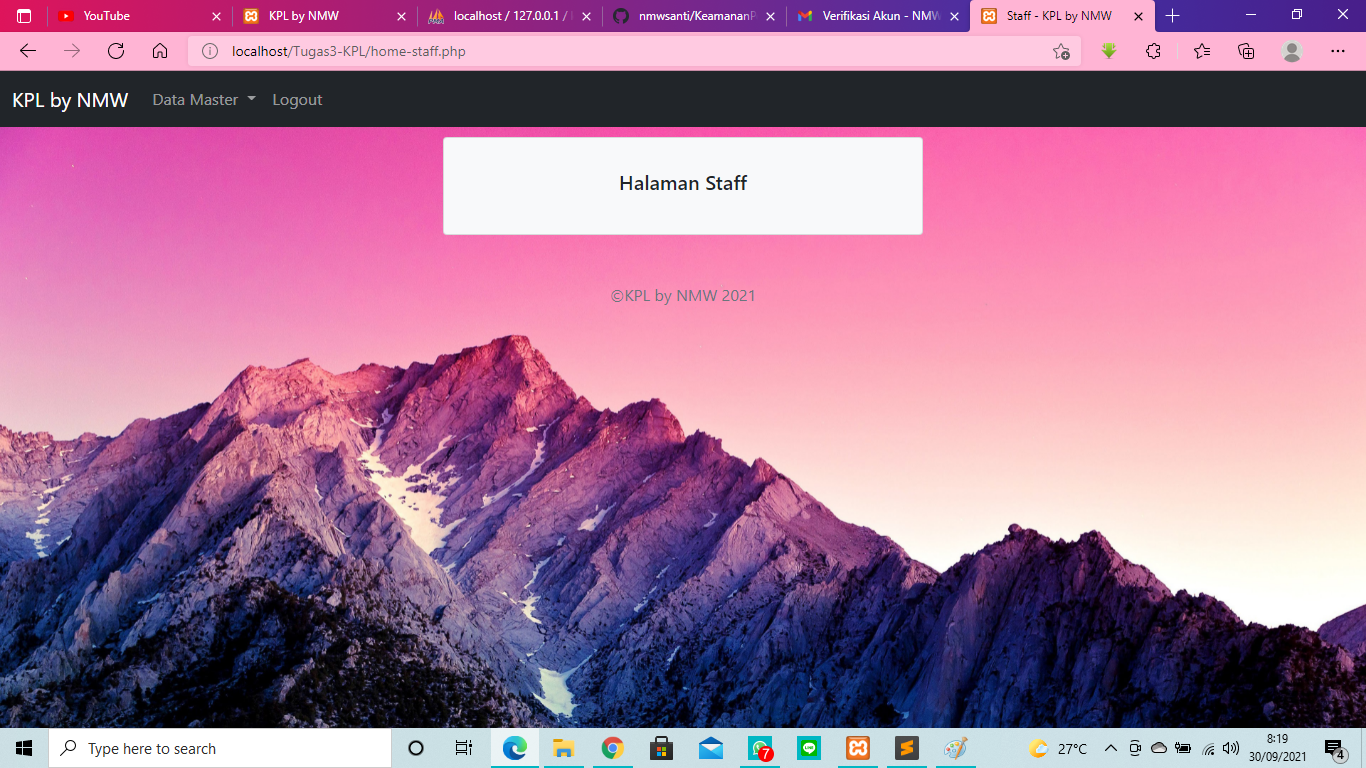 YouTube
KPL by NMW
localhost / 127.0.0.1 /
nmwsanti/KeamananP
Verifikasi Akun - NMW
Staff - KPL by NMW
localhost/Tugas3-KPL/home-staff.php
KPL by NMW
Data Master
Logout
Halaman Staff
©KPL by NMW 2021
Type here to search
7
27°C
8:19
30/09/2021
4